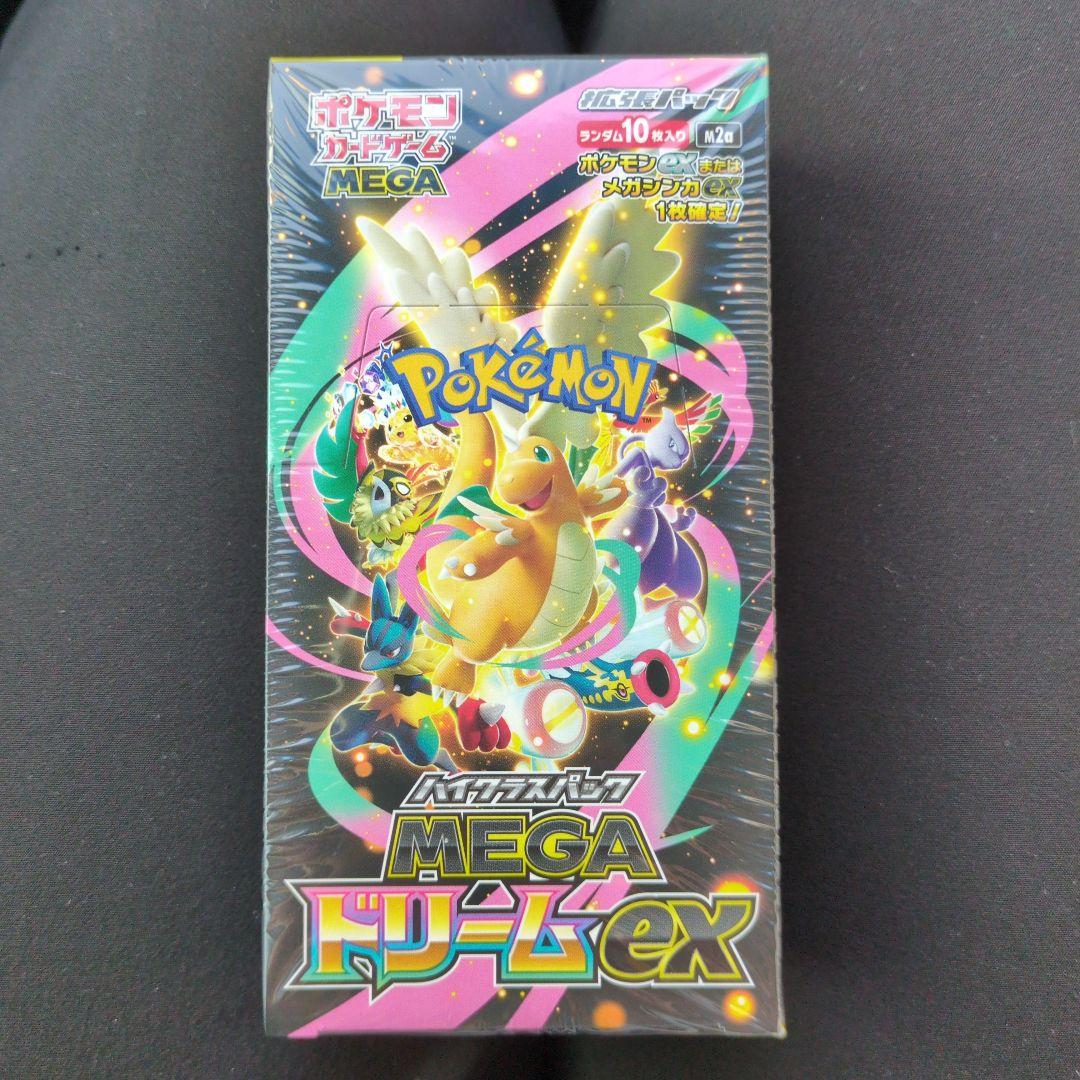 ポケモン
カードゲーム™
MEGA
拡張パック
ランダム10枚入り M2a
ポケモンexまたは
メガシンカex
1枚確定!
POKéMON™
ハイクラスパック
MEGA
ドリームex